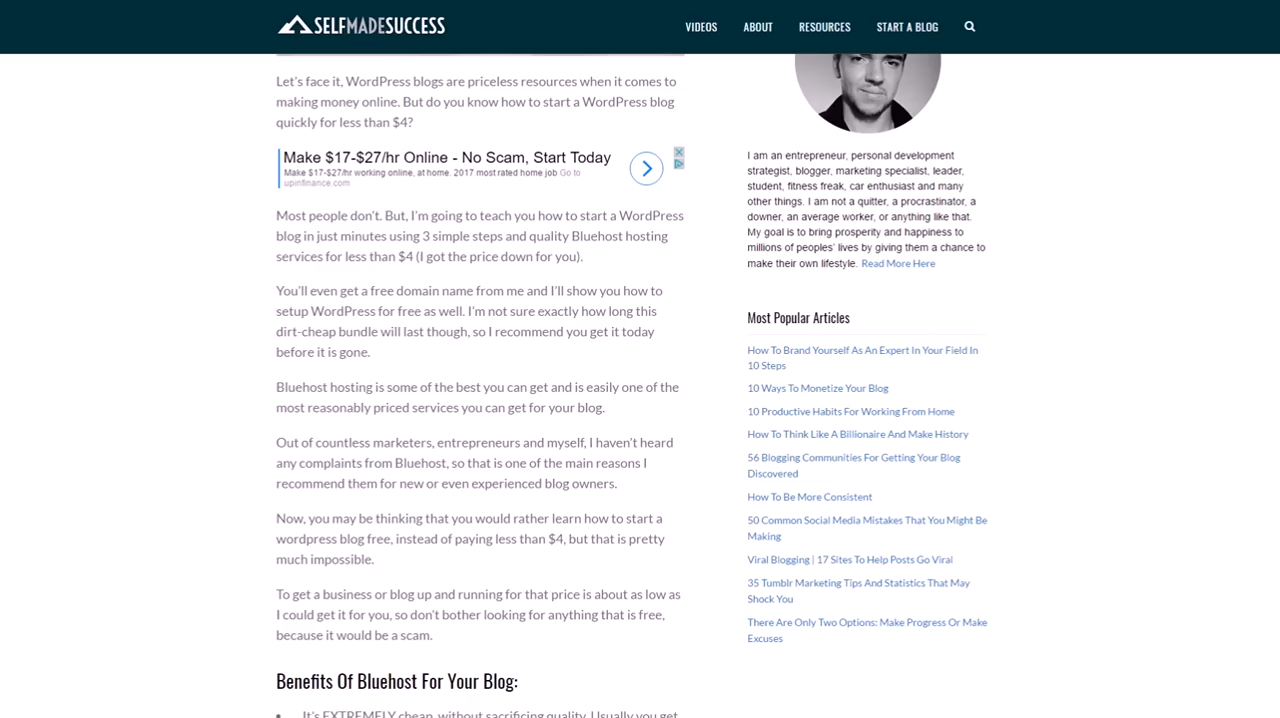 SELFMADESUCCESS
VIDEOS ABOUT RESOURCES START A BLOG
Let's face it, WordPress blogs are priceless resources when it comes to
making money online. But do you know how to start a WordPress blog
quickly for less than $4?
Make $17-$27/hr Online - No Scam, Start Today
Make $17-$27/hr working online, at home. 2017 most rated home job Go to
upinfinance.com
Most people don't. But, I'm going to teach you how to start a WordPress
blog in just minutes using 3 simple steps and quality Bluehost hosting
services for less than $4 (I got the price down for you).
You'll even get a free domain name from me and I'll show you how to
setup WordPress for free as well. I'm not sure exactly how long this
dirt-cheap bundle will last though, so I recommend you get it today
before it is gone.
Bluehost hosting is some of the best you can get and is easily one of the
most reasonably priced services you can get for your blog.
Out of countless marketers, entrepreneurs and myself, I haven't heard
any complaints from Bluehost, so that is one of the main reasons I
recommend them for new or even experienced blog owners.
Now, you may be thinking that you would rather learn how to start a
wordpress blog free, instead of paying less than $4, but that is pretty
much impossible.
To get a business or blog up and running for that price is about as low as
I could get it for you, so don't bother looking for anything that is free,
because it would be a scam.
Benefits Of Bluehost For Your Blog:
It's EXTREMELY cheap, without sacrificing quality. Usually you get
I am an entrepreneur, personal development
strategist, blogger, marketing specialist, leader,
student, fitness freak, car enthusiast and many
other things. I am not a quitter, a procrastinator, a
downer, an average worker, or anything like that.
My goal is to bring prosperity and happiness to
millions of peoples' lives by giving them a chance to
make their own lifestyle. Read More Here
Most Popular Articles
How To Brand Yourself As An Expert In Your Field In
10 Steps
10 Ways To Monetize Your Blog
10 Productive Habits For Working From Home
How To Think Like A Billionaire And Make History
56 Blogging Communities For Getting Your Blog
Discovered
How To Be More Consistent
50 Common Social Media Mistakes That You Might Be
Making
Viral Blogging | 17 Sites To Help Posts Go Viral
35 Tumblr Marketing Tips And Statistics That May
Shock You
There Are Only Two Options: Make Progress Or Make
Excuses